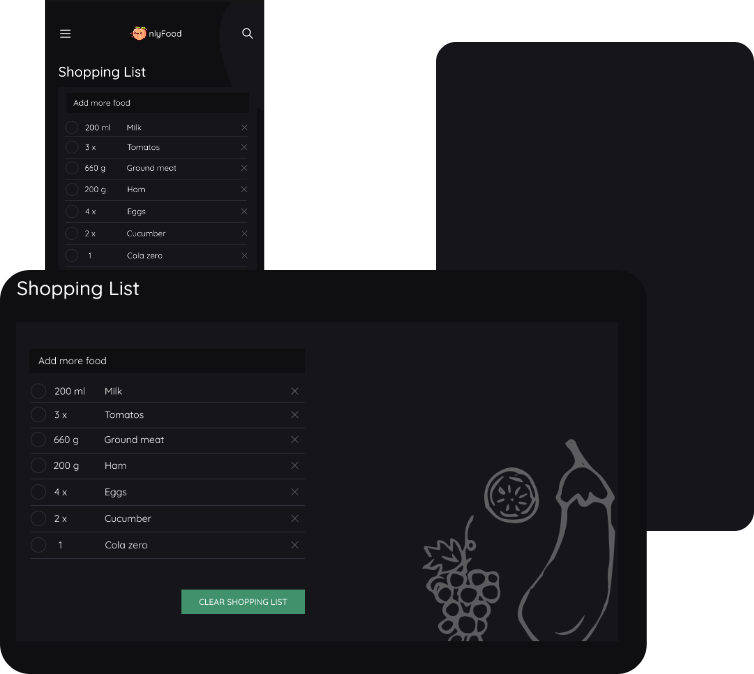 nlyFood
Shopping List
Add more food
200 ml Milk
3 x Tomatos
660 g Ground meat
200 g Ham
4 x Eggs
2 x Cucumber
1 Cola zero
Shopping List
Add more food
200 ml Milk
3 x Tomatos
660 g Ground meat
200 g Ham
4 x Eggs
2 x Cucumber
1 Cola zero
CLEAR SHOPPING LIST